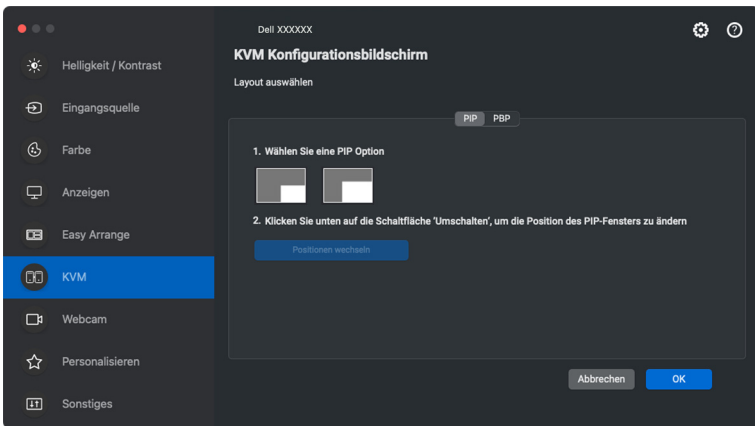 Dell XXXXXX
KVM Konfigurationsbildschirm
Layout auswählen
Helligkeit / Kontrast
Eingangsquelle
Farbe
Anzeigen
Easy Arrange
KVM
Webcam
Personalisieren
Sonstiges
PIP PBP
1. Wählen Sie eine PIP Option
2. Klicken Sie unten auf die Schaltfläche 'Umschalten', um die Position des PIP-Fensters zu ändern
Positionen wechseln
Abbrechen OK